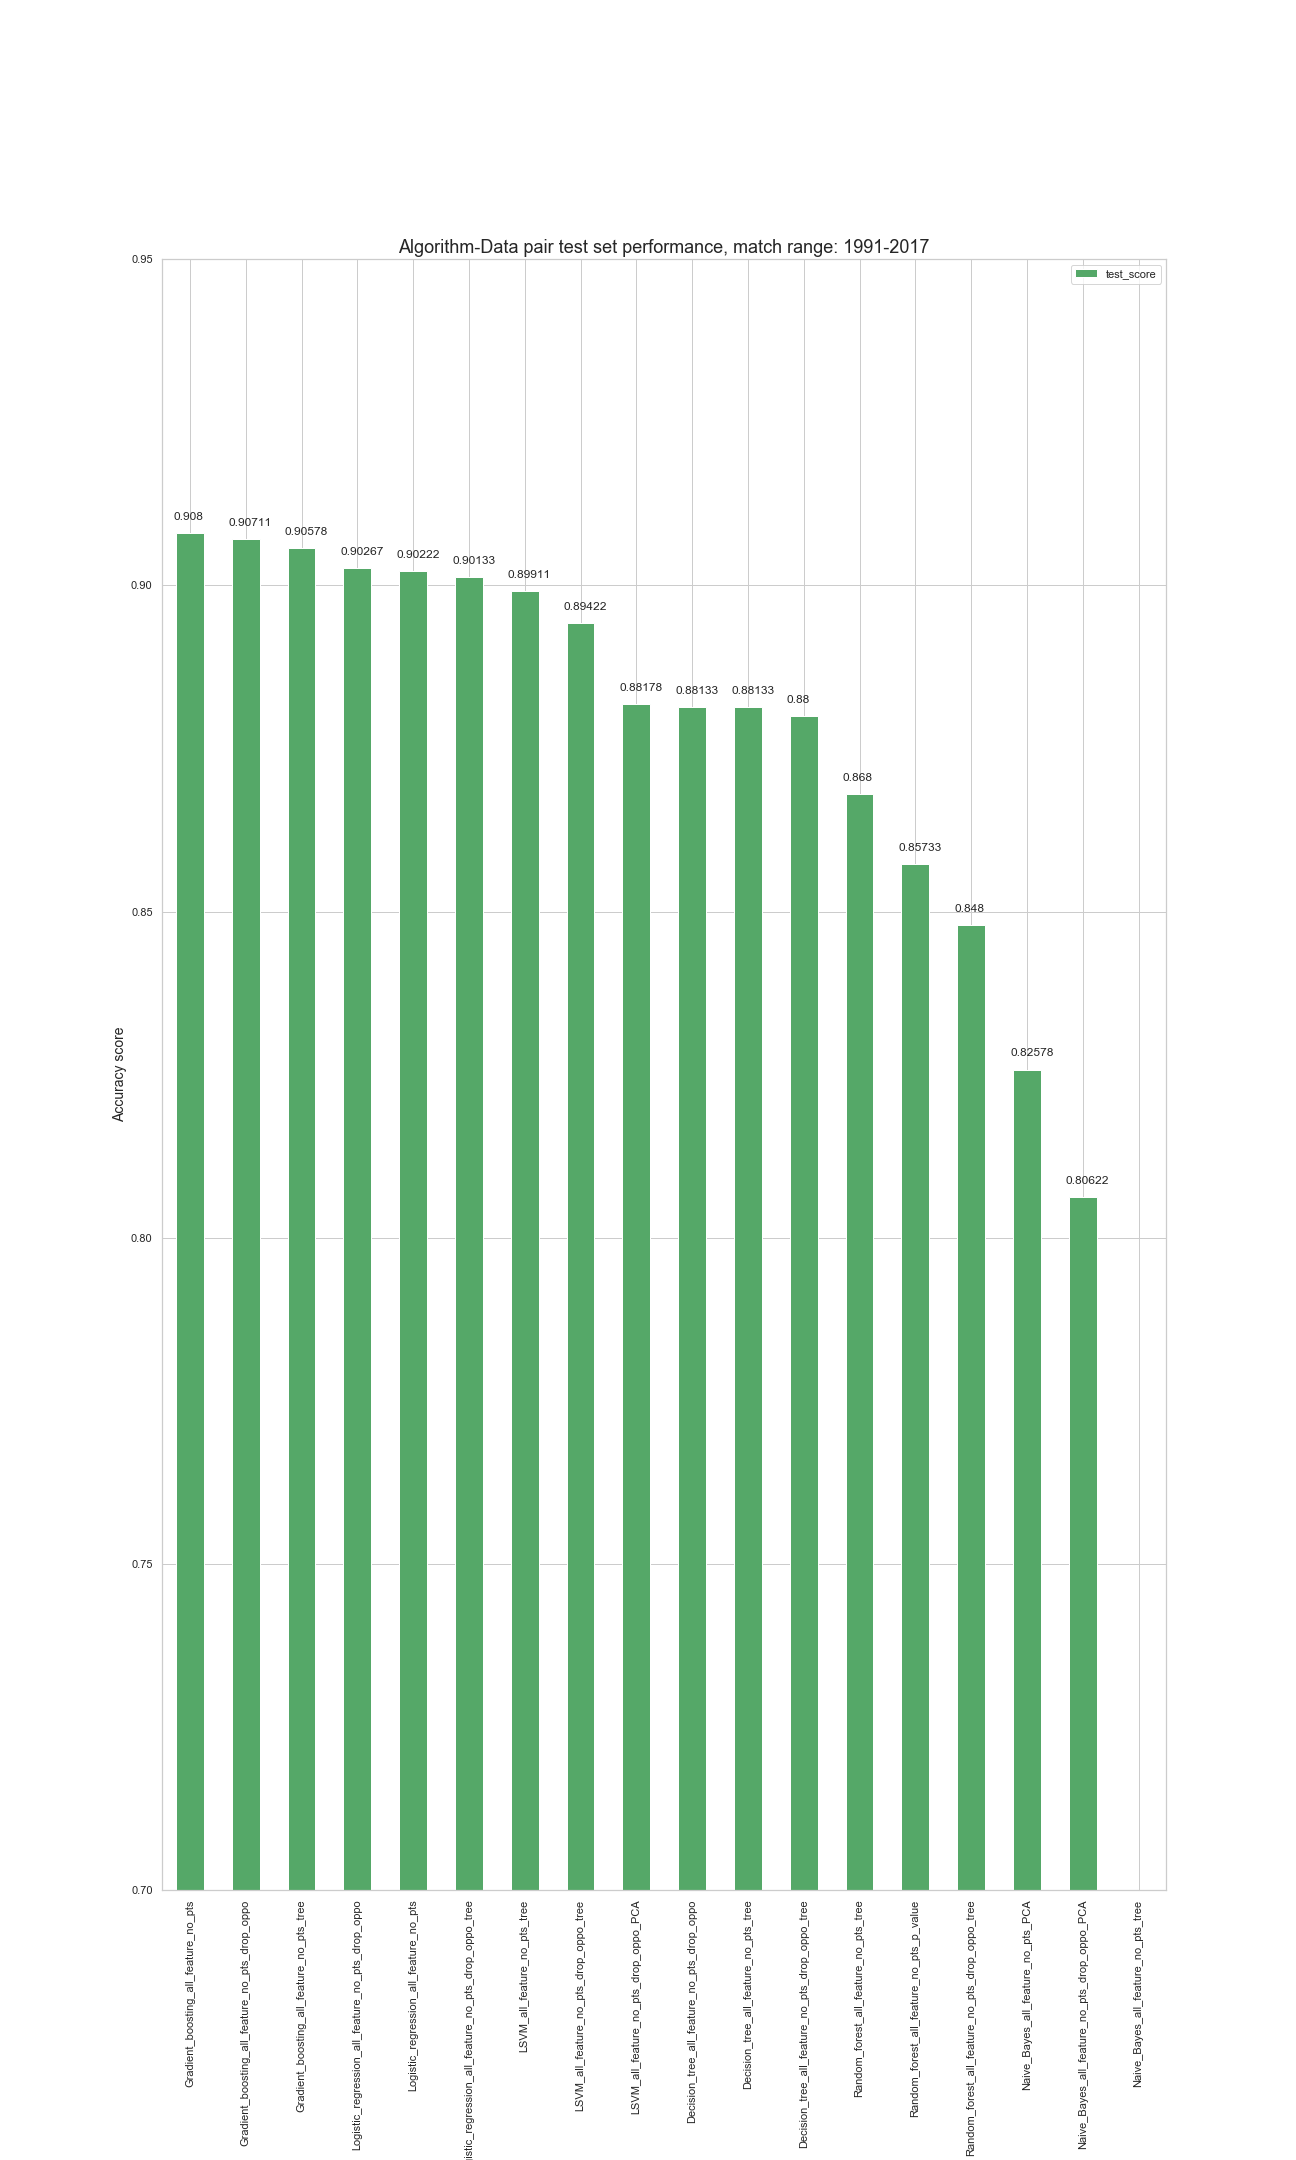 Algorithm-Data pair test set performance, match range: 1991-2017
test_score
0.95
0.90
0.85
0.80
0.75
0.70
Accuracy score
0.908
0.90711
0.90578
0.90267
0.90222
0.90133
0.89911
0.89422
0.88178
0.88133
0.88133
0.88
0.868
0.85733
0.848
0.82578
0.80622
Gradient_boosting_all_feature_no_pts
Gradient_boosting_all_feature_no_pts_drop_oppo
Gradient_boosting_all_feature_no_pts_tree
Logistic_regression_all_feature_no_pts_drop_oppo
Logistic_regression_all_feature_no_pts
gistic_regression_all_feature_no_pts_drop_oppo_tree
LSVM_all_feature_no_pts_tree
LSVM_all_feature_no_pts_drop_oppo_tree
LSVM_all_feature_no_pts_drop_oppo_PCA
Decision_tree_all_feature_no_pts_drop_oppo
Decision_tree_all_feature_no_pts_tree
Decision_tree_all_feature_no_pts_drop_oppo_tree
Random_forest_all_feature_no_pts_tree
Random_forest_all_feature_no_pts_p_value
Random_forest_all_feature_no_pts_drop_oppo_tree
Naive_Bayes_all_feature_no_pts_PCA
Naive_Bayes_all_feature_no_pts_drop_oppo_PCA
Naive_Bayes_all_feature_no_pts_tree